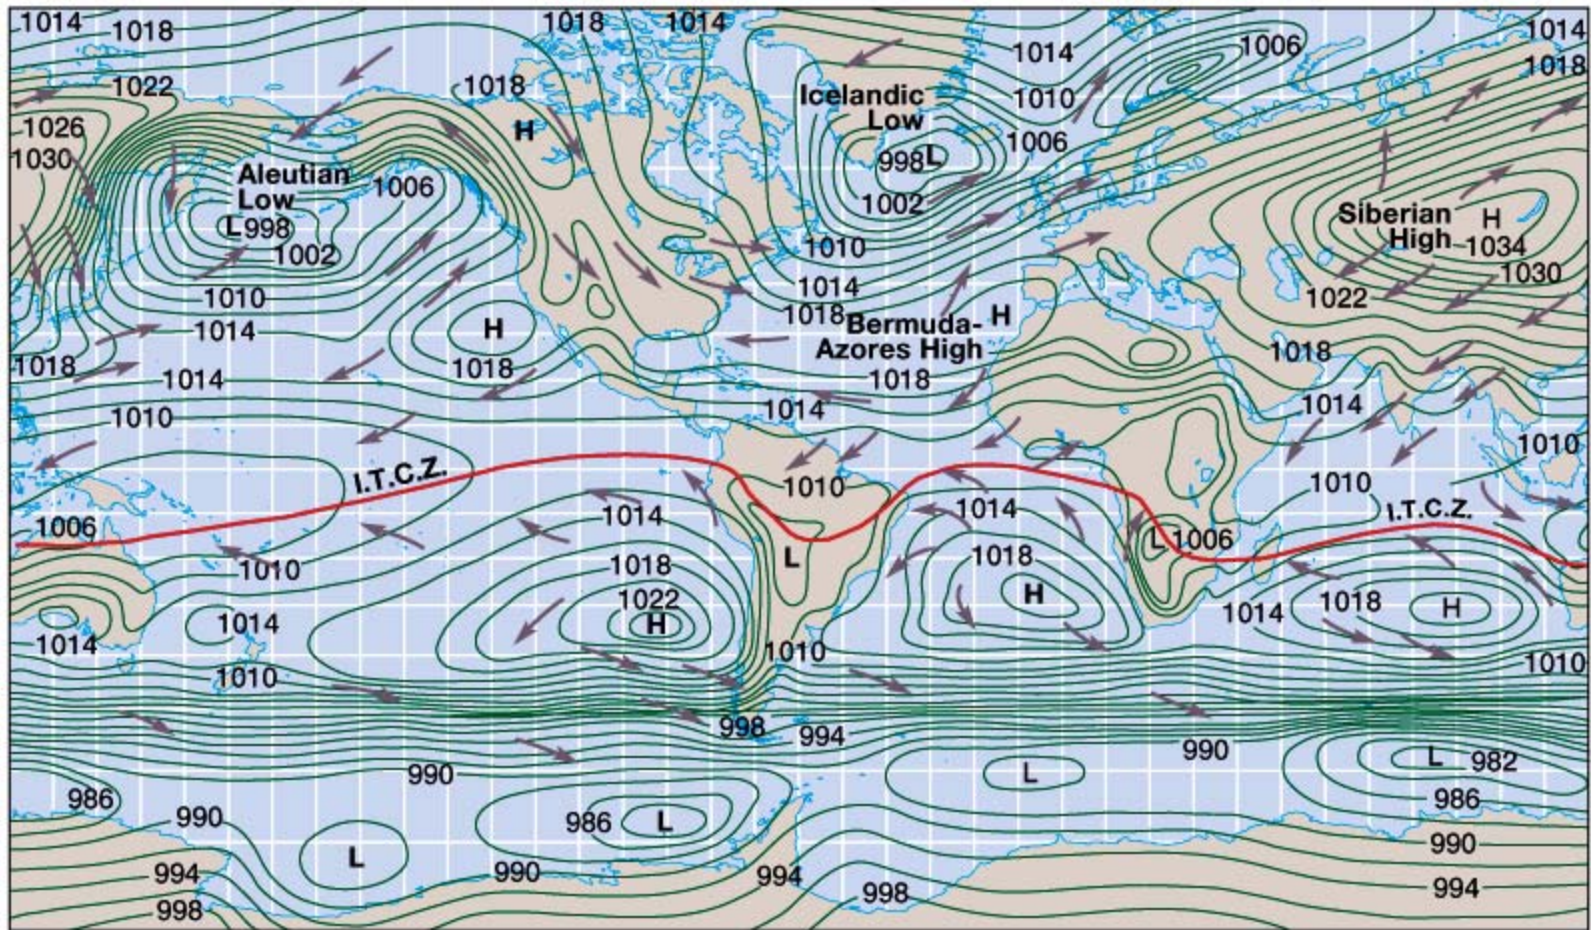 1014 1018 1018 1014 1014 1006 1014
1018
1022 1018 1010
1026 H Icelandic
Low
1006
1030 998 L
Aleutian
Low
1006 1002 Siberian
High
H
L 998 1010 1034
1002 1030
1010 1014 1022
1014 H 1018 H
Bermuda-
Azores High
1018 1018 1018
1014 1018
1010 1014 1014
1010
I.T.C.Z. 1010 1010
1014 1014 I.T.C.Z.
1006 L 1006
1010 1018 L 1018
1022 H 1018 H
1014 H 1014
1014 1010
1010 1010
998 994
990 990 L 982
L
986 986
990 986 L
L 990
994 990 994 994
998 998